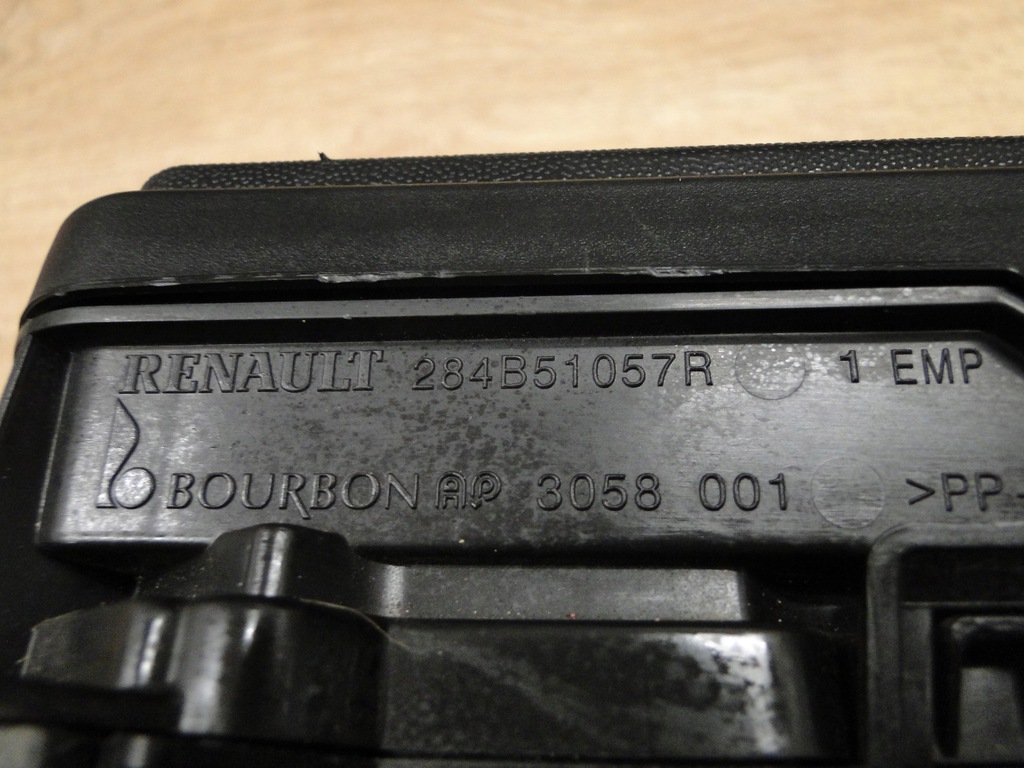 RENAULT 284B51057R 1 EMP
BOURBON AP 3058 001 >PP-